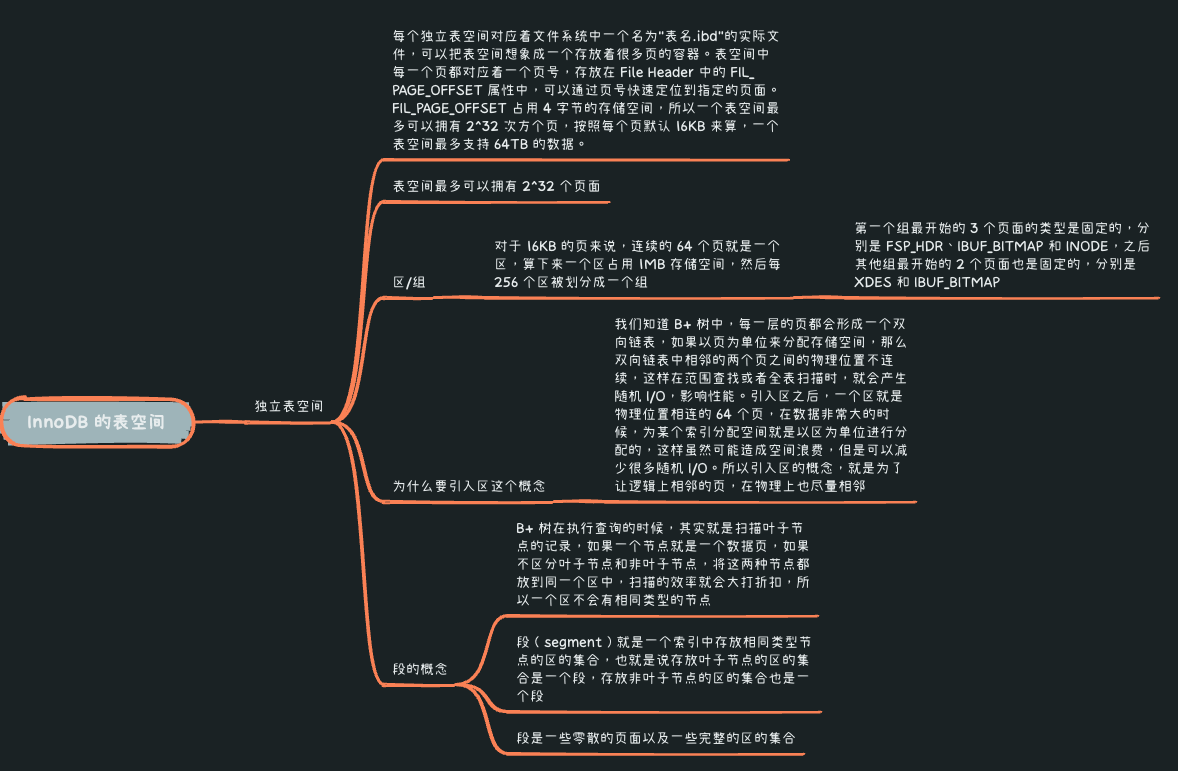 每个独立表空间对应着文件系统中一个名为"表名.ibd"的实际文
件，可以把表空间想象成一个存放着很多页的容器。表空间中
每一个页都对应着一个页号，存放在 File Header 中的 FIL_
PAGE_OFFSET 属性中，可以通过页号快速定位到指定的页面。
FIL_PAGE_OFFSET 占用 4 字节的存储空间，所以一个表空间最
多可以拥有 2^32 次方个页，按照每个页默认 16KB 来算，一个
表空间最多支持 64TB 的数据。
表空间最多可以拥有 2^32 个页面
区/组
对于 16KB 的页来说，连续的 64 个页就是一个
区，算下来一个区占用 1MB 存储空间，然后每
256 个区被划分成一个组
第一个组最开始的 3 个页面的类型是固定的，分
别是 FSP_HDR、IBUF_BITMAP 和 INODE，之后
其他组最开始的 2 个页面也是固定的，分别是
XDES 和 IBUF_BITMAP
InnoDB 的表空间
独立表空间
为什么要引入区这个概念
我们知道 B+ 树中，每一层的页都会形成一个双
向链表，如果以页为单位来分配存储空间，那么
双向链表中相邻的两个页之间的物理位置不连
续，这样在范围查找或者全表扫描时，就会产生
随机 I/O，影响性能。引入区之后，一个区就是
物理位置相连的 64 个页，在数据非常大的时
候，为某个索引分配空间就是以区为单位进行分
配的，这样虽然可能造成空间浪费，但是可以减
少很多随机 I/O。所以引入区的概念，就是为了
让逻辑上相邻的页，在物理上也尽量相邻
段的概念
B+ 树在执行查询的时候，其实就是扫描叶子节
点的记录，如果一个节点就是一个数据页，如果
不区分叶子节点和非叶子节点，将这两种节点都
放到同一个区中，扫描的效率就会大打折扣，所
以一个区不会有相同类型的节点
段（segment）就是一个索引中存放相同类型节
点的区的集合，也就是说存放叶子节点的区的集
合是一个段，存放非叶子节点的区的集合也是一
个段
段是一些零散的页面以及一些完整的区的集合